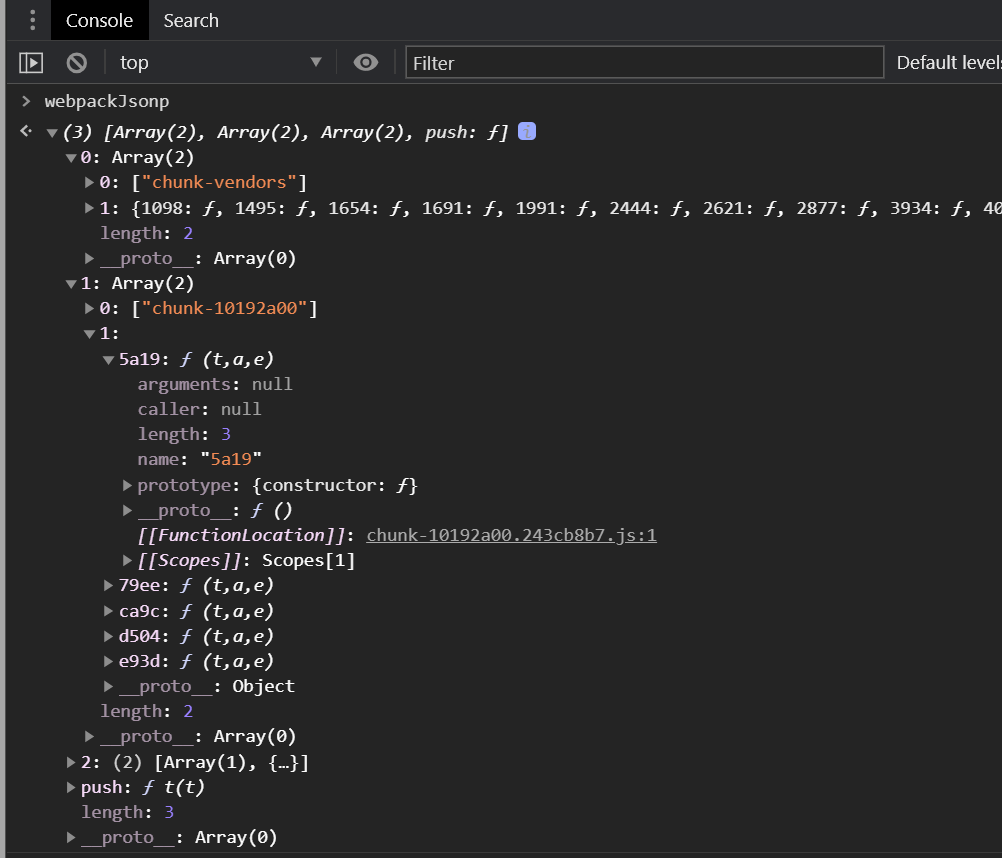 Console Search
top Filter Default levels
> webpackJsonp
(3) [Array(2), Array(2), Array(2), push: ƒ] i
0: Array(2)
0: ["chunk-vendors"]
1: {1098: ƒ, 1495: ƒ, 1654: ƒ, 1691: ƒ, 1991: ƒ, 2444: ƒ, 2621: ƒ, 2877: ƒ, 3934: ƒ, 40
length: 2
__proto__: Array(0)
1: Array(2)
0: ["chunk-10192a00"]
1:
5a19: ƒ (t,a,e)
arguments: null
caller: null
length: 3
name: "5a19"
prototype: {constructor: ƒ}
__proto__: ƒ ()
[[FunctionLocation]]: chunk-10192a00.243cb8b7.js:1
[[Scopes]]: Scopes[1]
79ee: ƒ (t,a,e)
ca9c: ƒ (t,a,e)
d504: ƒ (t,a,e)
e93d: ƒ (t,a,e)
__proto__: Object
length: 2
__proto__: Array(0)
2: (2) [Array(1), {…}]
push: ƒ t(t)
length: 3
__proto__: Array(0)